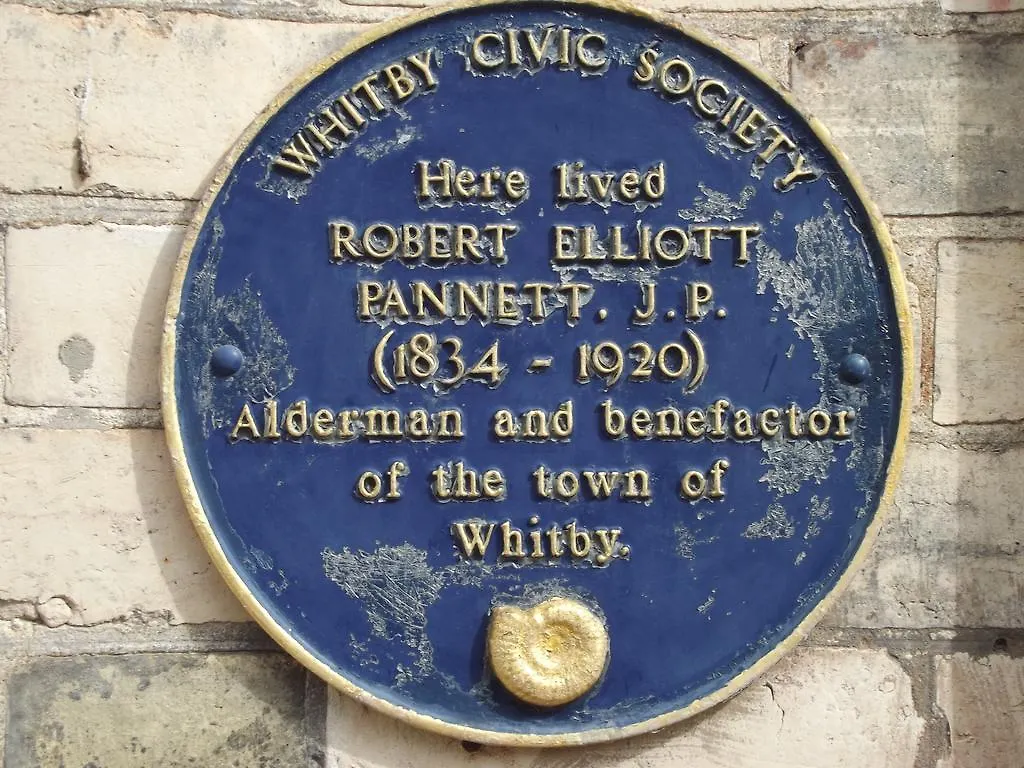 WHITBY CIVIC SOCIETY
Here lived
ROBERT ELLIOTT
PANNETT. J.P.
(1834 - 1920)
Alderman and benefactor
of the town of
Whitby.